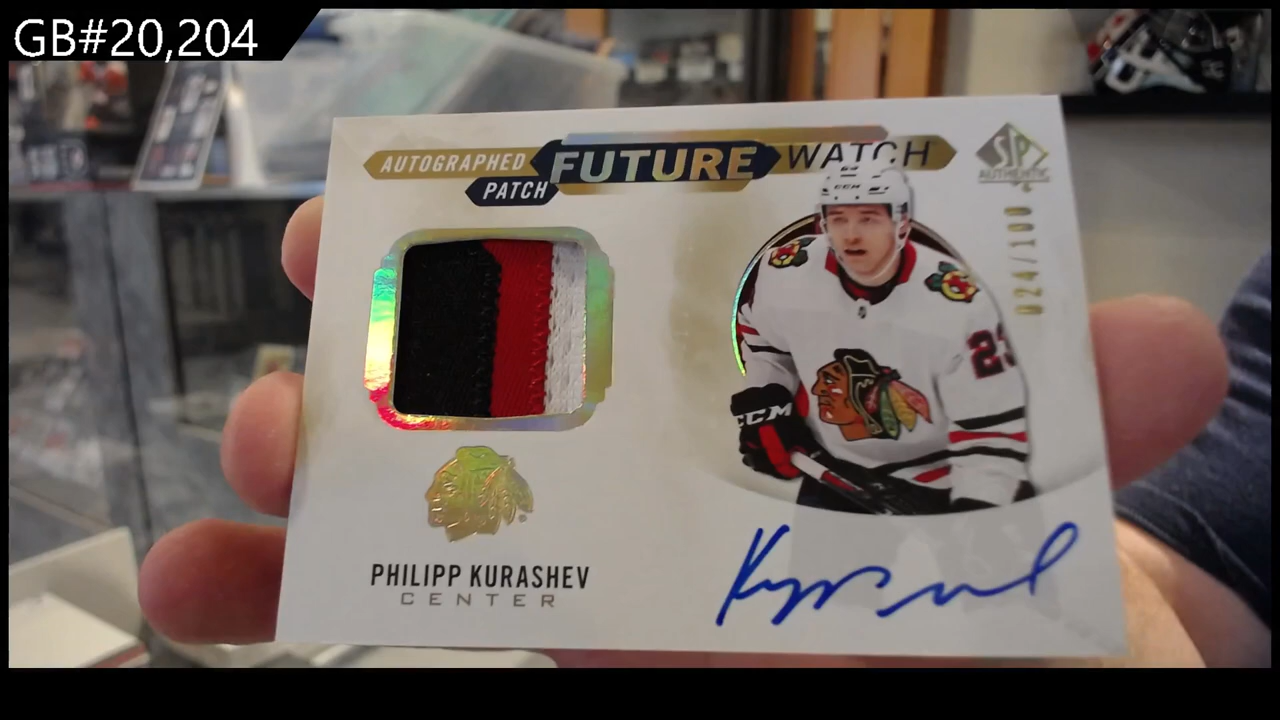 GB#20,204
AUTOGRAPHED FUTURE WATCH
PATCH
SP
AUTHENTIC
024/100
CCM
23
CCM
PHILIPP KURASHEV
CENTER